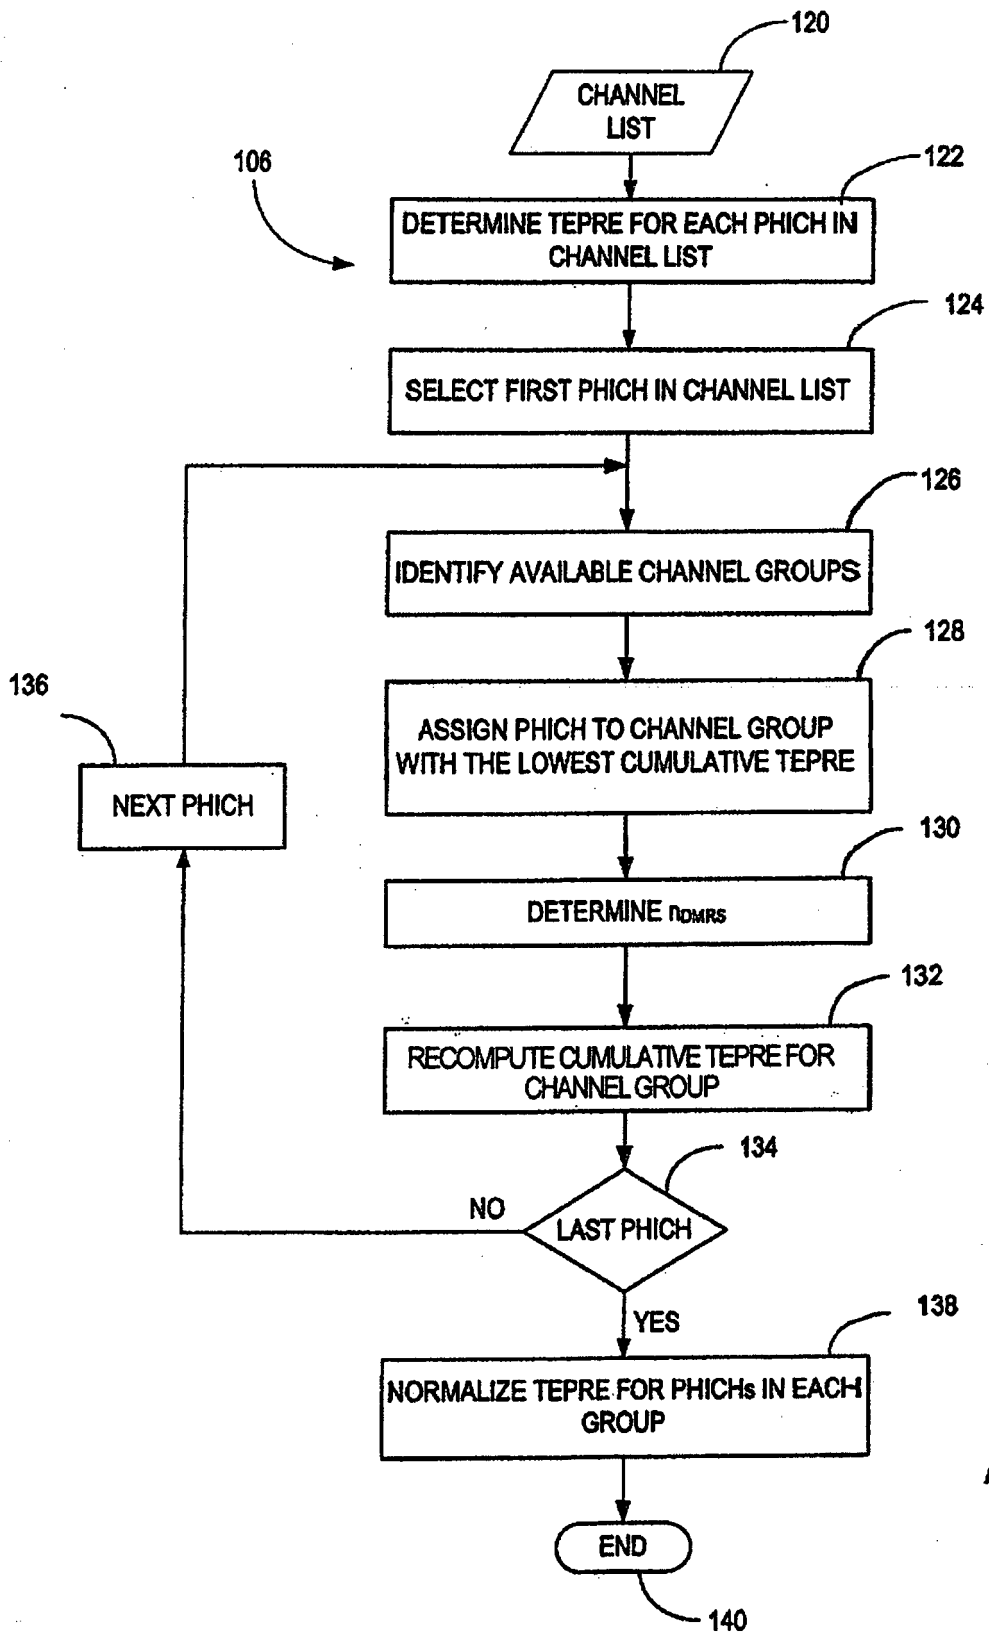 120
CHANNEL
LIST
106
122
DETERMINE TEPRE FOR EACH PHICH IN
CHANNEL LIST
124
SELECT FIRST PHICH IN CHANNEL LIST
126
IDENTIFY AVAILABLE CHANNEL GROUPS
128
136
ASSIGN PHICH TO CHANNEL GROUP
WITH THE LOWEST CUMULATIVE TEPRE
NEXT PHICH
130
DETERMINE nDMRS
132
RECOMPUTE CUMULATIVE TEPRE FOR
CHANNEL GROUP
134
NO
LAST PHICH
YES
138
NORMALIZE TEPRE FOR PHICHs IN EACH
GROUP
END
140